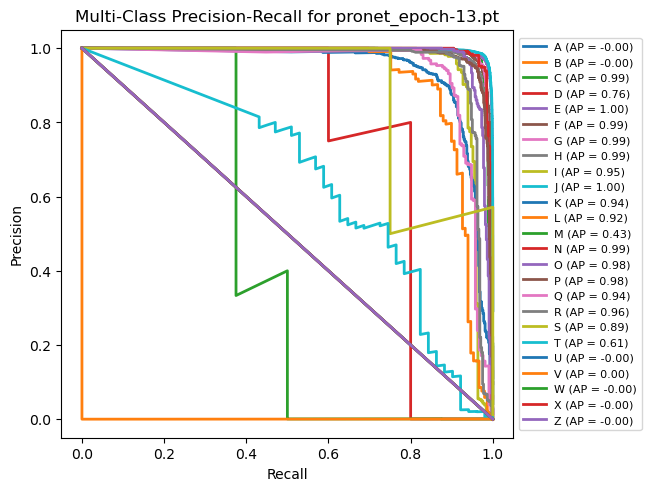 Multi-Class Precision-Recall for pronet_epoch-13.pt
Precision
1.0
0.8
0.6
0.4
0.2
0.0
0.0 0.2 0.4 0.6 0.8 1.0
Recall
A (AP = -0.00)
B (AP = -0.00)
C (AP = 0.99)
D (AP = 0.76)
E (AP = 1.00)
F (AP = 0.99)
G (AP = 0.99)
H (AP = 0.99)
I (AP = 0.95)
J (AP = 1.00)
K (AP = 0.94)
L (AP = 0.92)
M (AP = 0.43)
N (AP = 0.99)
O (AP = 0.98)
P (AP = 0.98)
Q (AP = 0.94)
R (AP = 0.96)
S (AP = 0.89)
T (AP = 0.61)
U (AP = -0.00)
V (AP = 0.00)
W (AP = -0.00)
X (AP = -0.00)
Z (AP = -0.00)